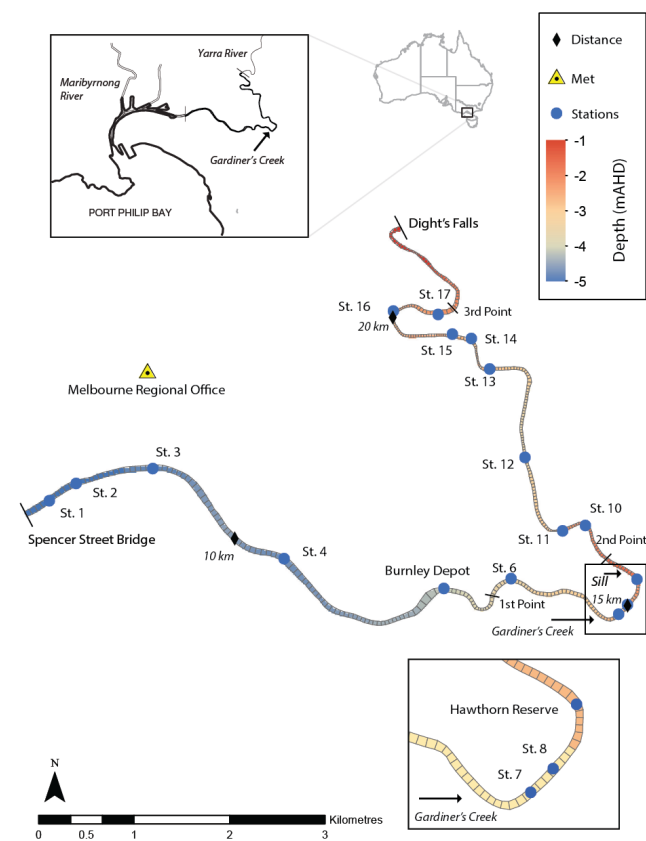 Yarra River
Maribyrnong
River
Gardiner's Creek
PORT PHILIP BAY
Distance
Met
Stations
-1
-2
-3
-4
-5
Depth (mAHD)
Dight's Falls
St. 17
St. 16
3rd Point
20 km
St. 14
St. 15
St. 13
Melbourne Regional Office
St. 3
St. 12
St. 2
St. 1
St. 10
Spencer Street Bridge
St. 11
2nd Point
10 km
St. 4
Burnley Depot
St. 6
Sill
1st Point
15 km
Gardiner's Creek
Hawthorn Reserve
St. 8
St. 7
Gardiner's Creek
N
Kilometres
0 0.5 1 2 3